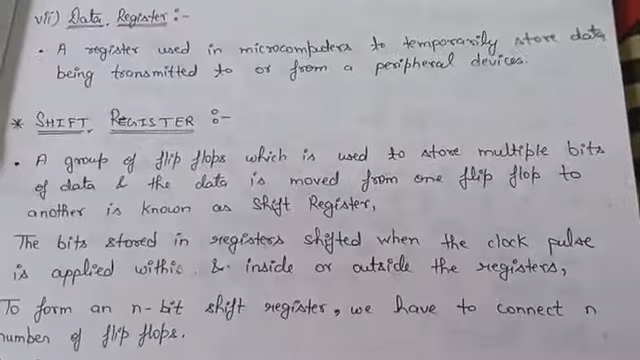 vii) Data Register :-
• A register used in microcomputers to temporarily store data
being transmitted to or from a peripheral devices.
* SHIFT REGISTER :-
• A group of flip flops which is used to store multiple bits
of data & the data is moved from one flip flop to
another is known as Shift Register,
The bits stored in registers shifted when the clock pulse
is applied within & inside or outside the registers,
To form an n-bit shift register, we have to connect n
number of flip flops.